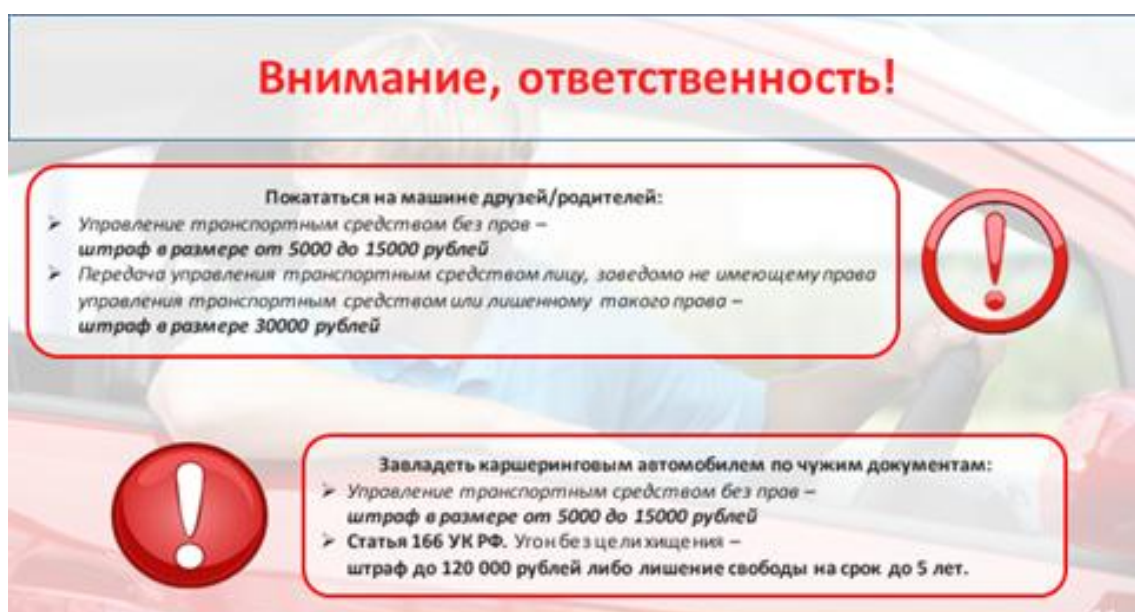 Внимание, ответственность!
Покататься на машине друзей/родителей:
➤ Управление транспортным средством без прав –
штраф в размере от 5000 до 15000 рублей
➤ Передача управления транспортным средством лицу, заведомо не имеющему права
управления транспортным средством или лишенному такого права –
штраф в размере 30000 рублей
Завладеть каршеринговым автомобилем по чужим документам:
➤ Управление транспортным средством без прав –
штраф в размере от 5000 до 15000 рублей
➤ Статья 166 УК РФ. Угон без цели хищения –
штраф до 120 000 рублей либо лишение свободы на срок до 5 лет.